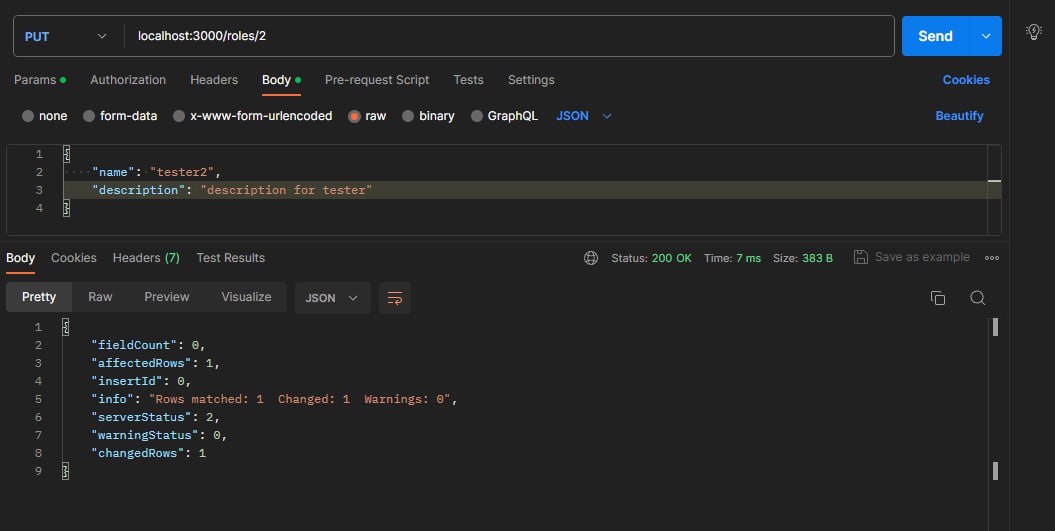 PUT localhost:3000/roles/2 Send
Params Authorization Headers Body Pre-request Script Tests Settings Cookies
none form-data x-www-form-urlencoded raw binary GraphQL JSON Beautify
1 {
2 "name": "tester2",
3 "description": "description for tester"
4 }
Body Cookies Headers (7) Test Results Status: 200 OK Time: 7 ms Size: 383 B Save as example
Pretty Raw Preview Visualize JSON
1 {
2 "fieldCount": 0,
3 "affectedRows": 1,
4 "insertId": 0,
5 "info": "Rows matched: 1  Changed: 1  Warnings: 0",
6 "serverStatus": 2,
7 "warningStatus": 0,
8 "changedRows": 1
9 }